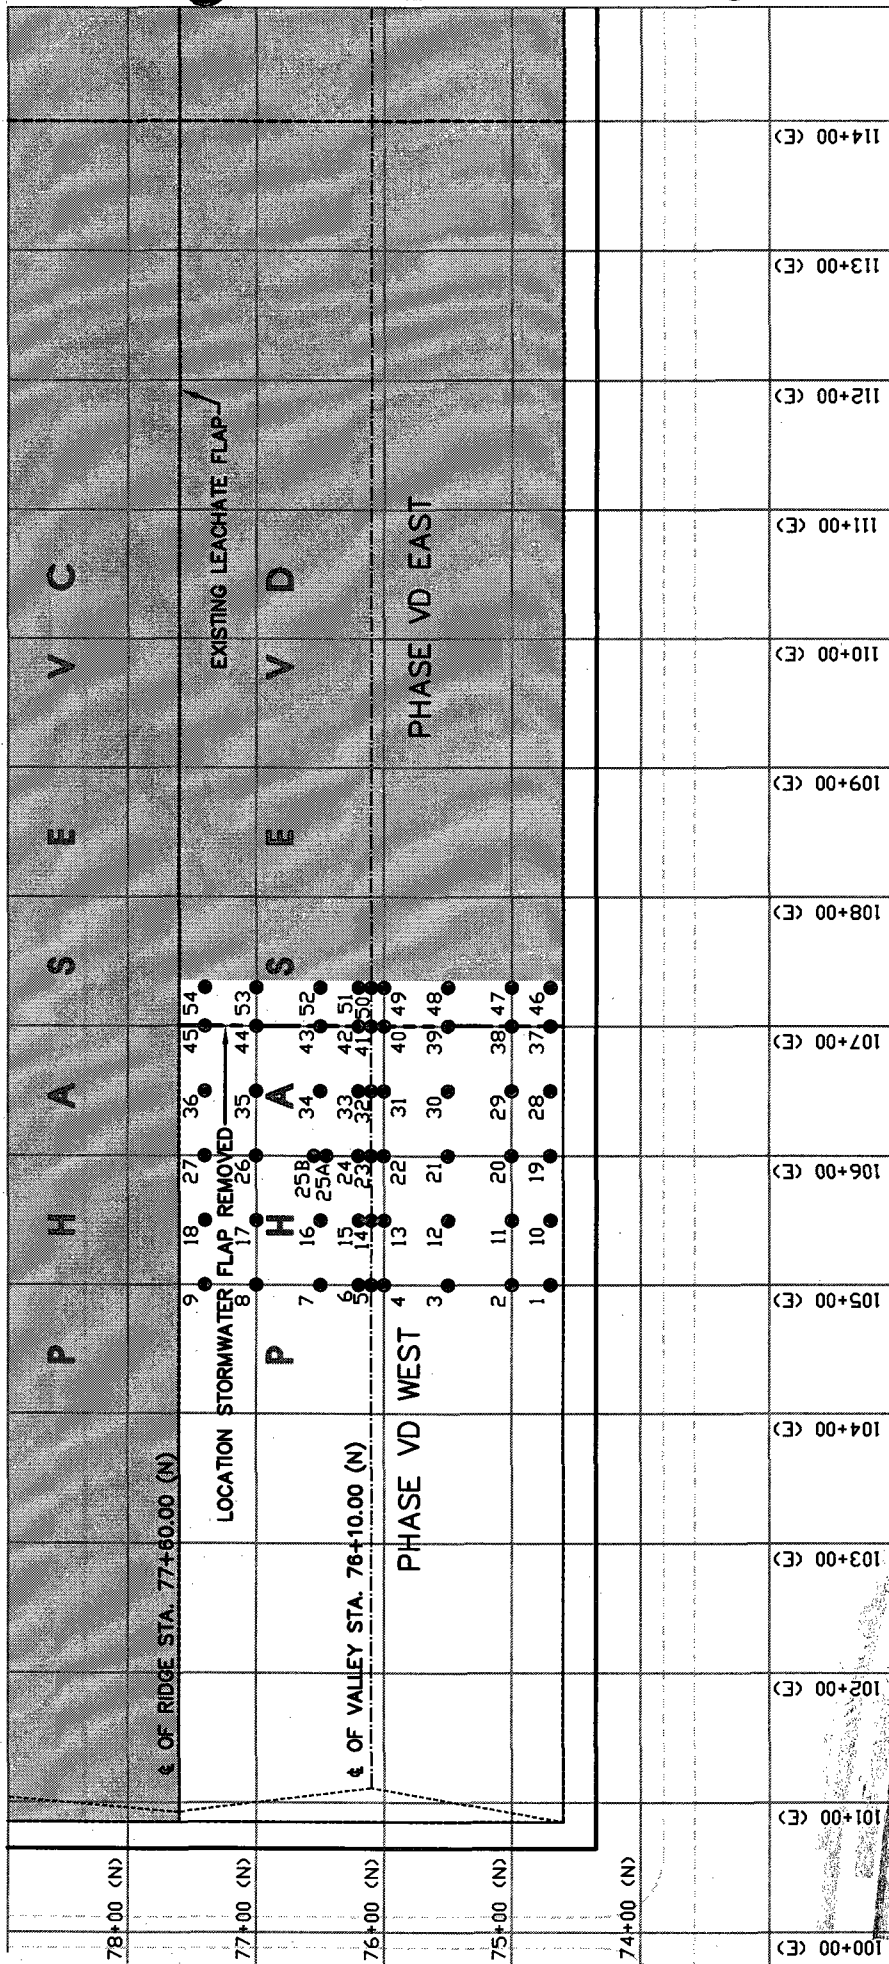 PHASE VC
EXISTING LEACHATE FLAP
PHASE VD
PHASE VD EAST
℄ OF RIDGE STA. 77+60.00 (N)
LOCATION STORMWATER FLAP REMOVED
℄ OF VALLEY STA. 76+10.00 (N)
PHASE VD WEST
9 18 27 36 45 54
8 17 26 35 44 53
7 16 25B 34 43 52
25A
6 15 24 33 42 51
5 14 23 32 41 50
4 13 22 31 40 49
3 12 21 30 39 48
2 11 20 29 38 47
1 10 19 28 37 46
78+00 (N)
77+00 (N)
76+00 (N)
75+00 (N)
74+00 (N)
100+00 (E)
101+00 (E)
102+00 (E)
103+00 (E)
104+00 (E)
105+00 (E)
106+00 (E)
107+00 (E)
108+00 (E)
109+00 (E)
110+00 (E)
111+00 (E)
112+00 (E)
113+00 (E)
114+00 (E)